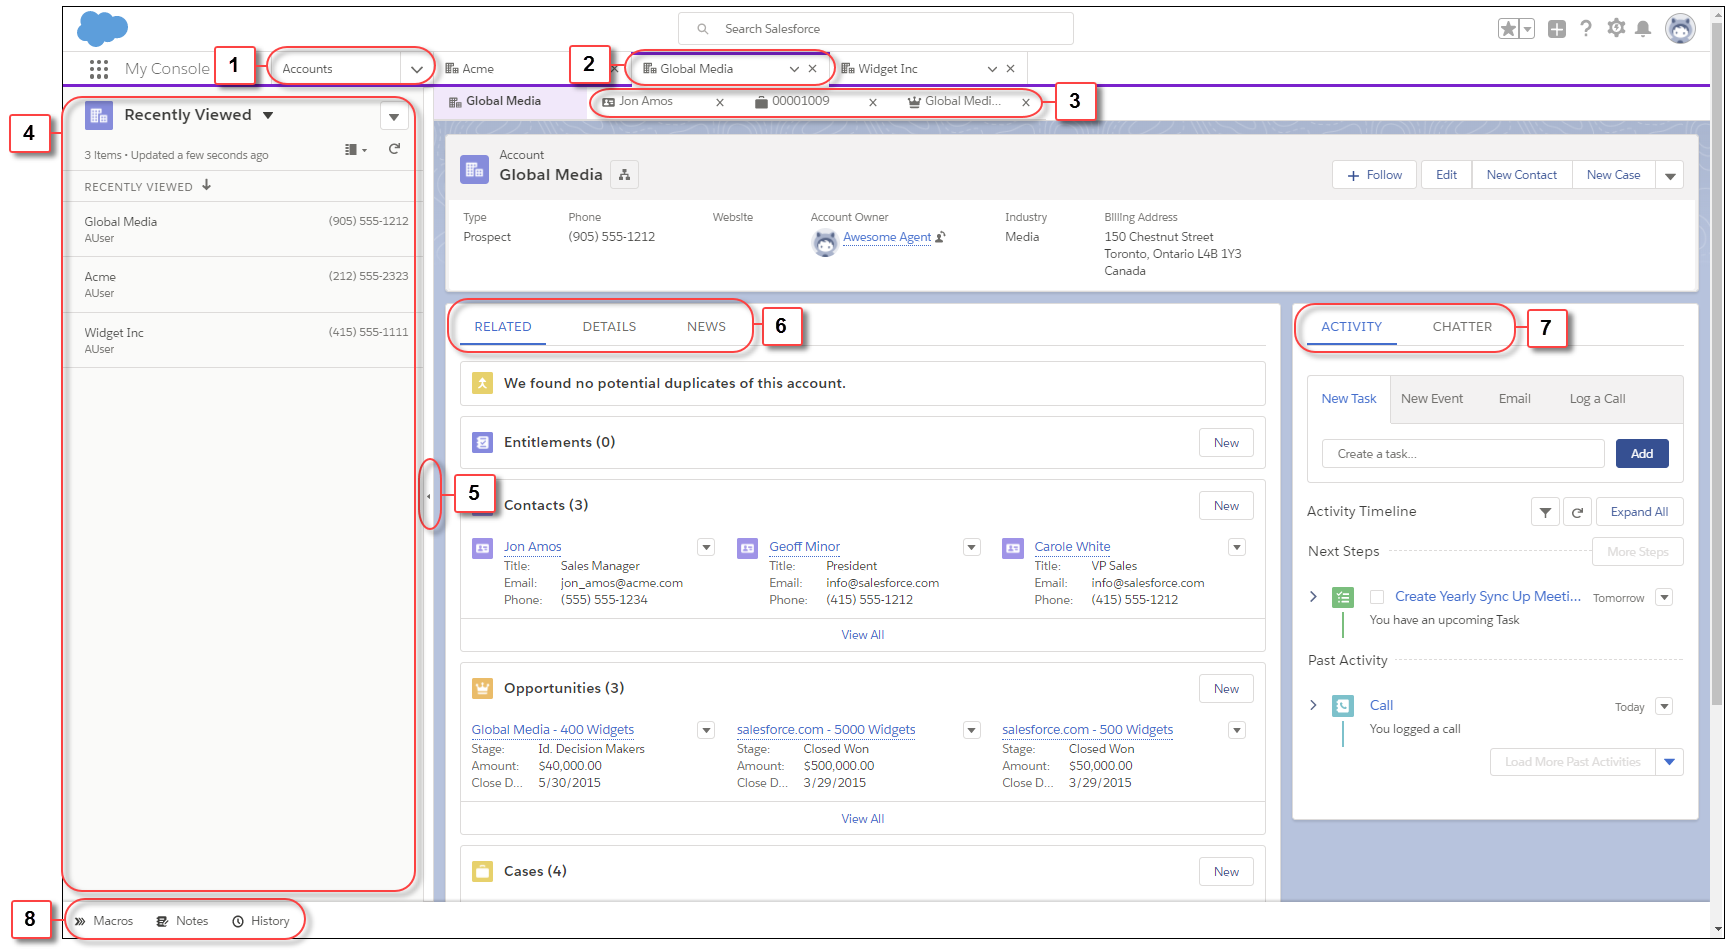 Search Salesforce
My Console
1
Accounts
Acme
2
Global Media
Widget Inc
Global Media
Jon Amos
00001009
Global Medi...
3
4
Recently Viewed
3 Items • Updated a few seconds ago
RECENTLY VIEWED
Global Media (905) 555-1212
AUser
Acme (212) 555-2323
AUser
Widget Inc (415) 555-1111
AUser
5
Account
Global Media
Follow Edit New Contact New Case
Type Phone Website Account Owner Industry Billing Address
Prospect (905) 555-1212 Awesome Agent Media 150 Chestnut Street
Toronto, Ontario L4B 1Y3
Canada
RELATED DETAILS NEWS
6
We found no potential duplicates of this account.
Entitlements (0) New
Contacts (3) New
Jon Amos Geoff Minor Carole White
Title: Sales Manager Title: President Title: VP Sales
Email: jon_amos@acme.com Email: info@salesforce.com Email: info@salesforce.com
Phone: (555) 555-1234 Phone: (415) 555-1212 Phone: (415) 555-1212
View All
Opportunities (3) New
Global Media - 400 Widgets salesforce.com - 5000 Widgets salesforce.com - 500 Widgets
Stage: Id. Decision Makers Stage: Closed Won Stage: Closed Won
Amount: $40,000.00 Amount: $500,000.00 Amount: $50,000.00
Close D... 5/30/2015 Close D... 3/29/2015 Close D... 3/29/2015
View All
Cases (4) New
ACTIVITY CHATTER
7
New Task New Event Email Log a Call
Create a task... Add
Activity Timeline Expand All
Next Steps More Steps
Create Yearly Sync Up Meeti... Tomorrow
You have an upcoming Task
Past Activity
Call Today
You logged a call
Load More Past Activities
8
Macros Notes History